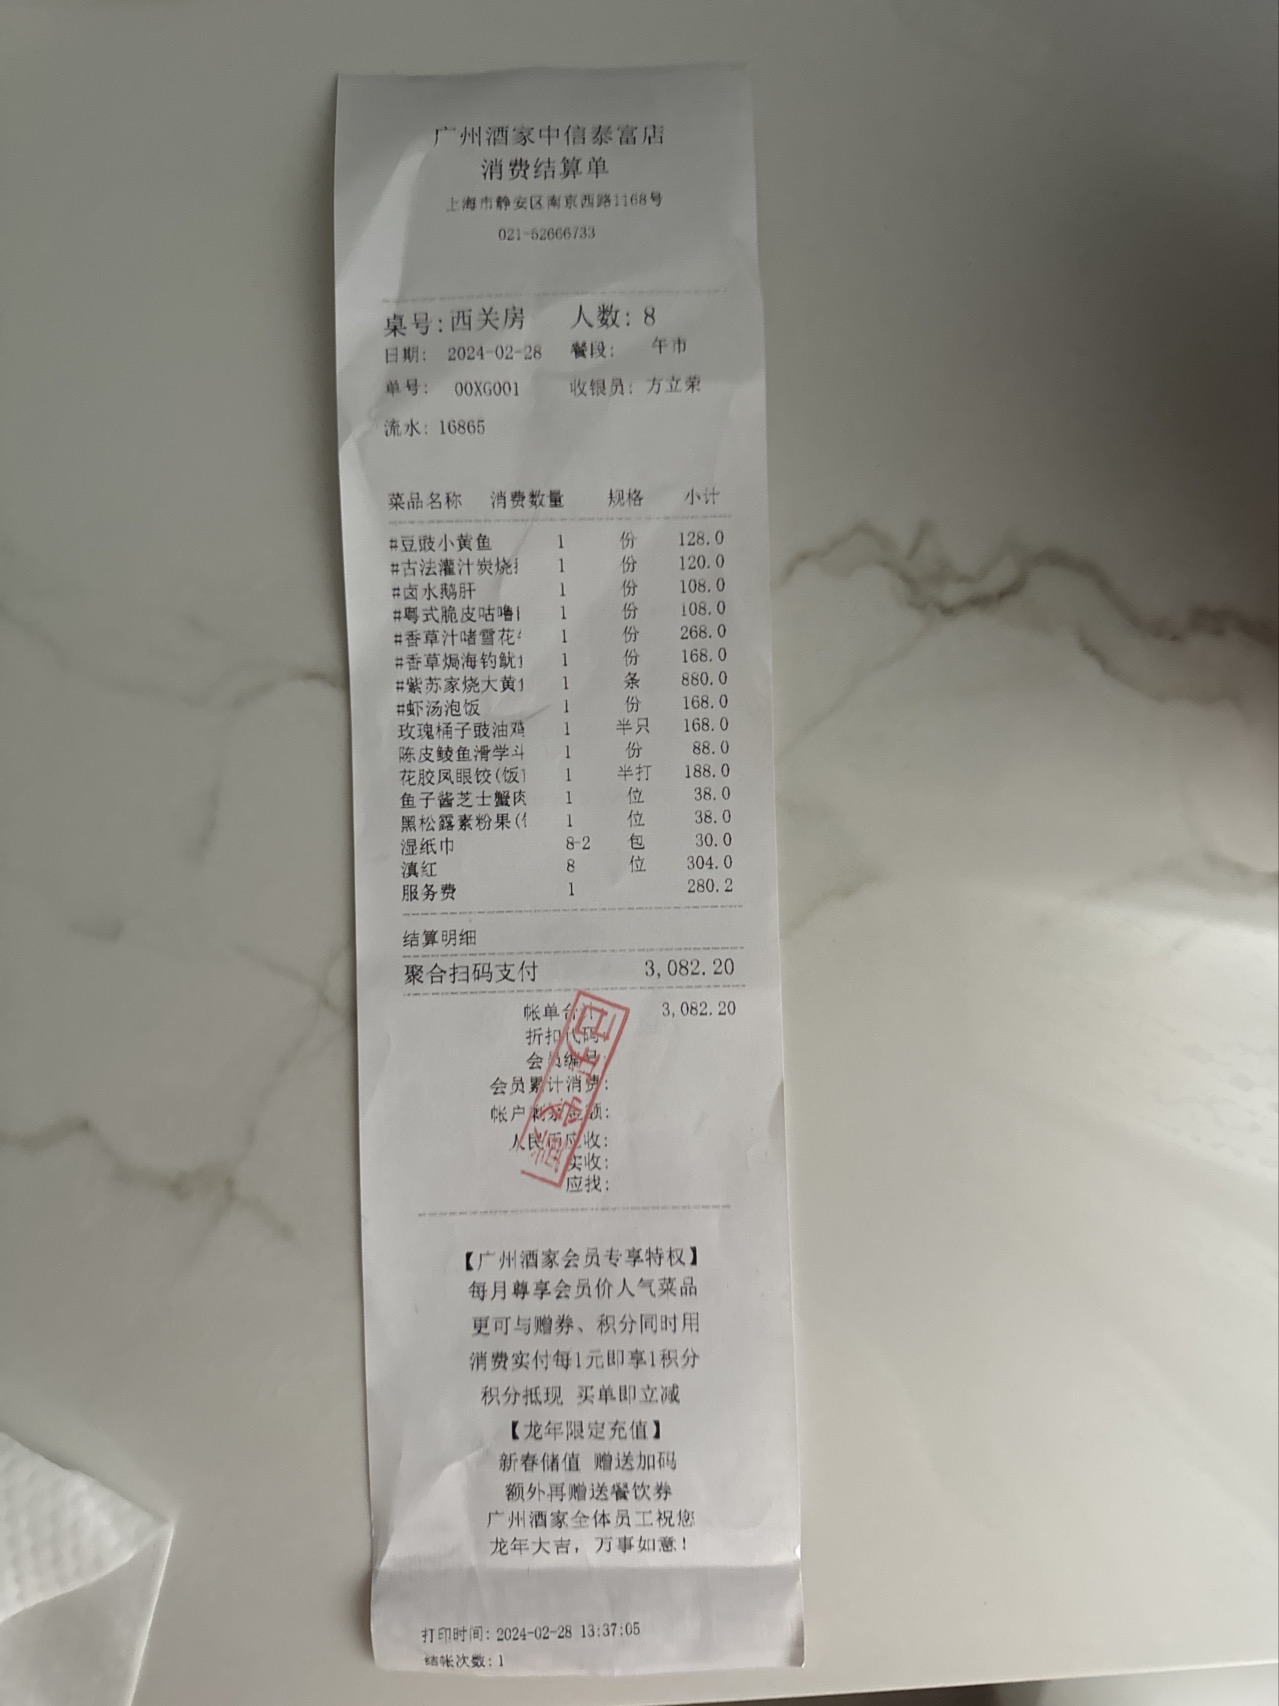 广州酒家中信泰富店
消费结算单
上海市静安区南京西路1168号
021-52666733
桌号:西关房 人数: 8
日期: 2024-02-28 餐段: 午市
单号: 00XG001 收银员: 方立荣
流水: 16865
菜品名称 消费数量 规格 小计
#豆豉小黄鱼 1 份 128.0
#古法灌汁炭烧 1 份 120.0
#卤水鹅肝 1 份 108.0
#粤式脆皮咕噜 1 份 108.0
#香草汁啫雪花 1 份 268.0
#香草焗海钓鱿 1 份 168.0
#紫苏家烧大黄 1 条 880.0
#虾汤泡饭 1 份 168.0
玫瑰桶子豉油鸡 1 半只 168.0
陈皮鲮鱼滑学斗 1 份 88.0
花胶凤眼饺(饭 1 半打 188.0
鱼子酱芝士蟹肉 1 位 38.0
黑松露素粉果( 1 位 38.0
湿纸巾 8-2 包 30.0
滇红 8 位 304.0
服务费 1 280.2
结算明细
聚合扫码支付 3,082.20
帐单合计: 3,082.20
折扣代码:
会员编号:
会员累计消费:
帐户剩余金额:
人民币应收:
实收:
应找:
已开发票
【广州酒家会员专享特权】
每月尊享会员价人气菜品
更可与赠券、积分同时用
消费实付每1元即享1积分
积分抵现 买单即立减
【龙年限定充值】
新春储值 赠送加码
额外再赠送餐饮券
广州酒家全体员工祝您
龙年大吉，万事如意!
打印时间: 2024-02-28 13:37:05
结帐次数: 1